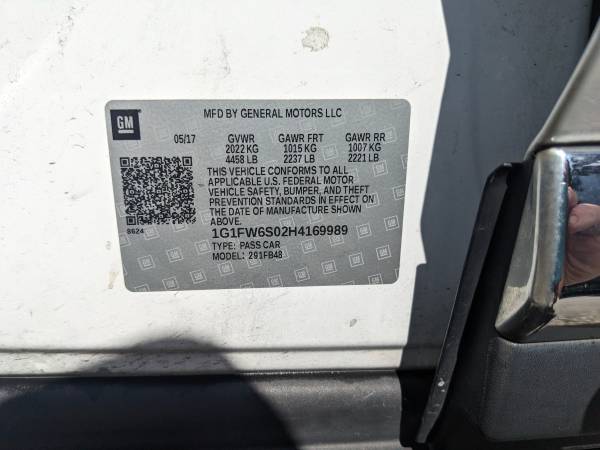 GM
MFD BY GENERAL MOTORS LLC
05/17 GVWR GAWR FRT GAWR RR
2022 KG 1015 KG 1007 KG
4458 LB 2237 LB 2221 LB
THIS VEHICLE CONFORMS TO ALL
APPLICABLE U.S. FEDERAL MOTOR
VEHICLE SAFETY, BUMPER, AND THEFT
PREVENTION STANDARDS IN EFFECT ON
THE DATE OF MANUFACTURE SHOWN
ABOVE.
8624
1G1FW6S02H4169989
TYPE: PASS CAR
MODEL: 291FB48